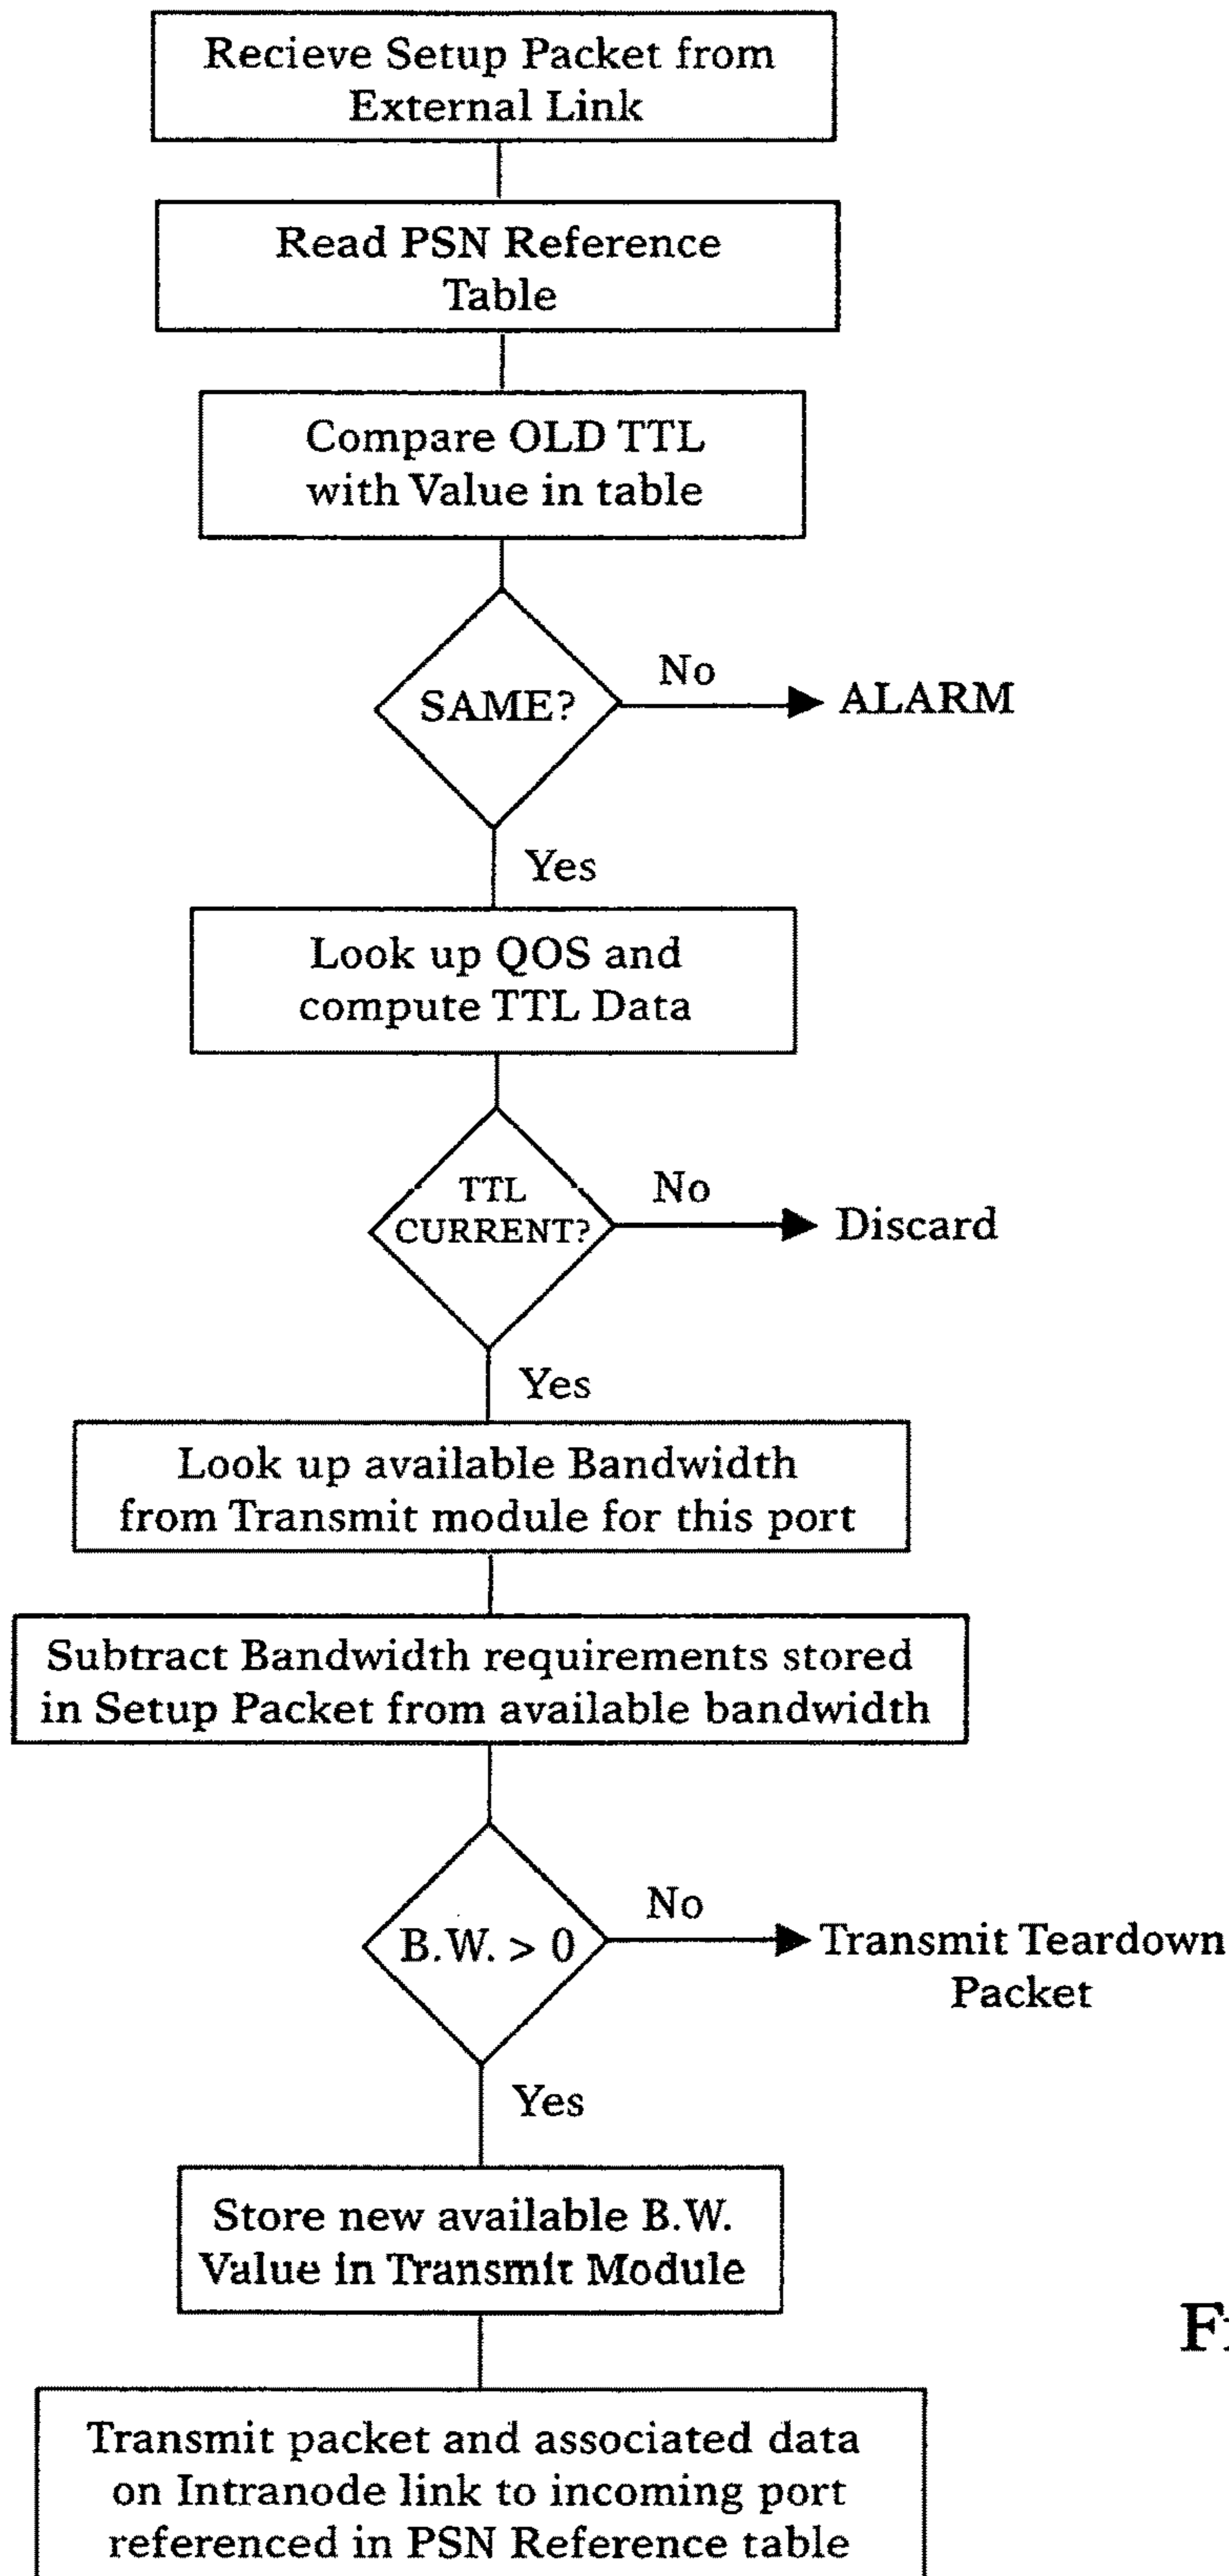 Recieve Setup Packet from
External Link
Read PSN Reference
Table
Compare OLD TTL
with Value in table
SAME?
No
ALARM
Yes
Look up QOS and
compute TTL Data
TTL
CURRENT?
No
Discard
Yes
Look up available Bandwidth
from Transmit module for this port
Subtract Bandwidth requirements stored
in Setup Packet from available bandwidth
B.W. > 0
No
Transmit Teardown
Packet
Yes
Store new available B.W.
Value in Transmit Module
Transmit packet and associated data
on Intranode link to incoming port
referenced in PSN Reference table